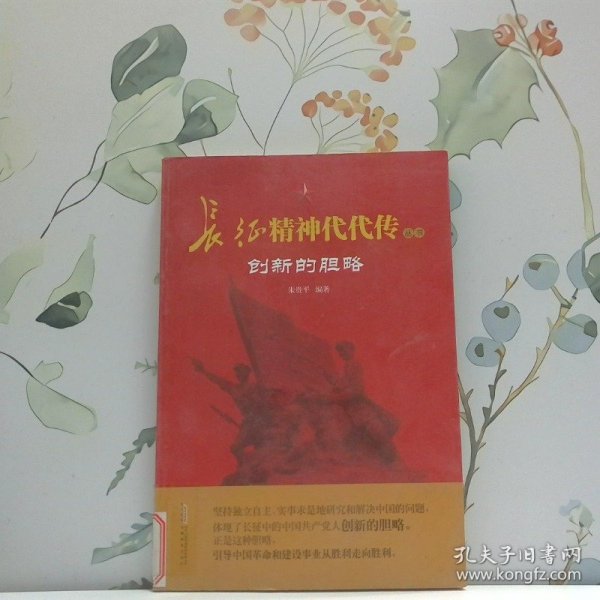 长征精神代代传 丛书
创新的胆略
朱贵平 编著
坚持独立自主、实事求是地研究和解决中国的问题，
体现了长征中的中国共产党人创新的胆略。
正是这种胆略，
引导中国革命和建设事业从胜利走向胜利。
孔夫子旧书网
www.kongfz.com